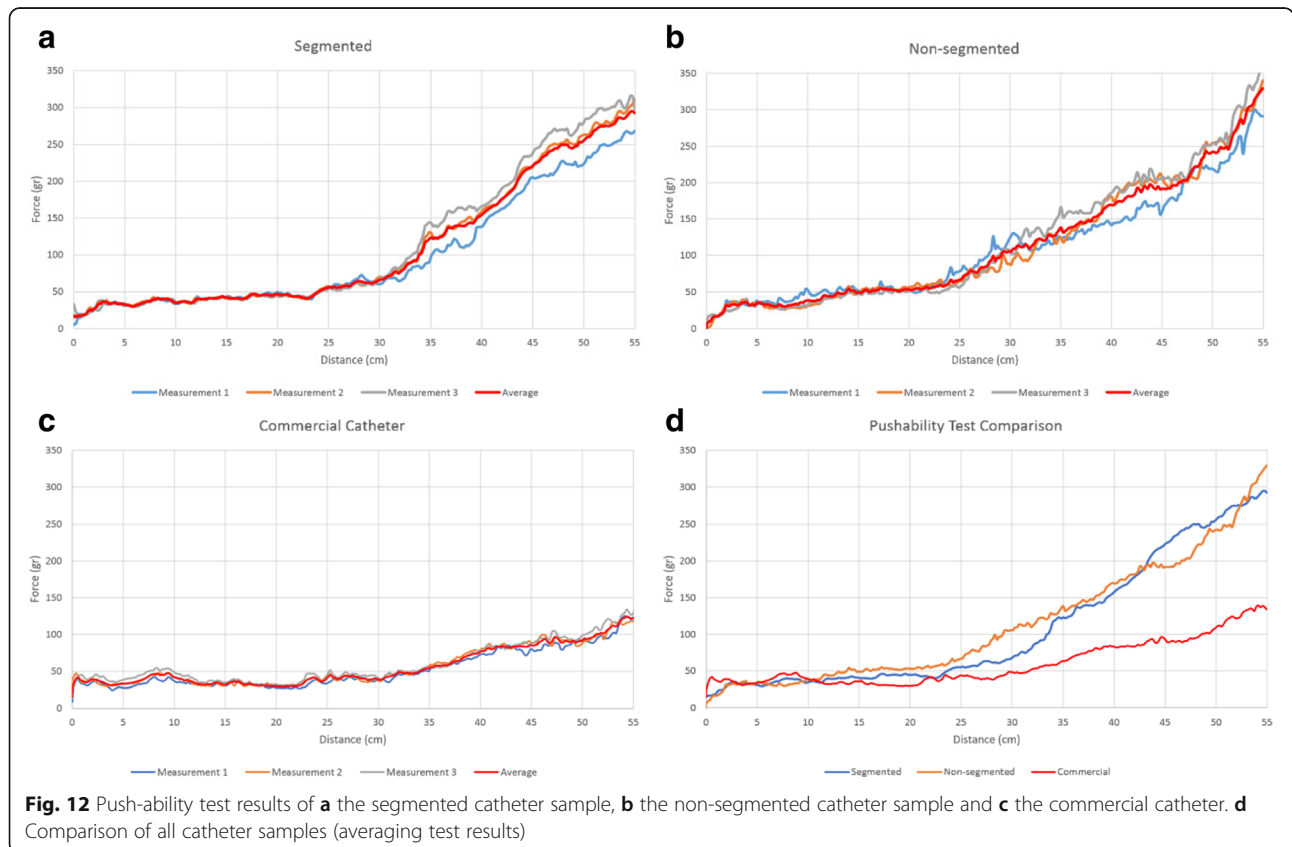 a
Segmented
Force (gr)
350
300
250
200
150
100
50
0
0 5 10 15 20 25 30 35 40 45 50 55
Distance (cm)
Measurement 1 Measurement 2 Measurement 3 Average
b
Non-segmented
Force (gr)
350
300
250
200
150
100
50
0
0 5 10 15 20 25 30 35 40 45 50 55
Distance (cm)
Measurement 1 Measurement 2 Measurement 3 Average
c
Commercial Catheter
Force (gr)
350
300
250
200
150
100
50
0
0 5 10 15 20 25 30 35 40 45 50 55
Distance (cm)
Measurement 1 Measurement 2 Measurement 3 Average
d
Pushability Test Comparison
Force (gr)
350
300
250
200
150
100
50
0
0 5 10 15 20 25 30 35 40 45 50 55
Distance (cm)
Segmented Non-segmented Commercial
Fig. 12 Push-ability test results of a the segmented catheter sample, b the non-segmented catheter sample and c the commercial catheter. d
Comparison of all catheter samples (averaging test results)